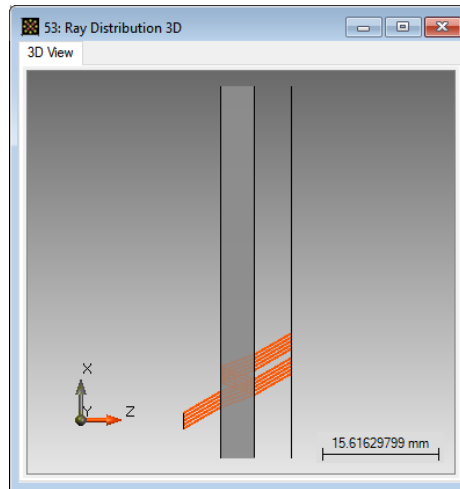 53: Ray Distribution 3D
3D View
X
Y
Z
15.61629799 mm